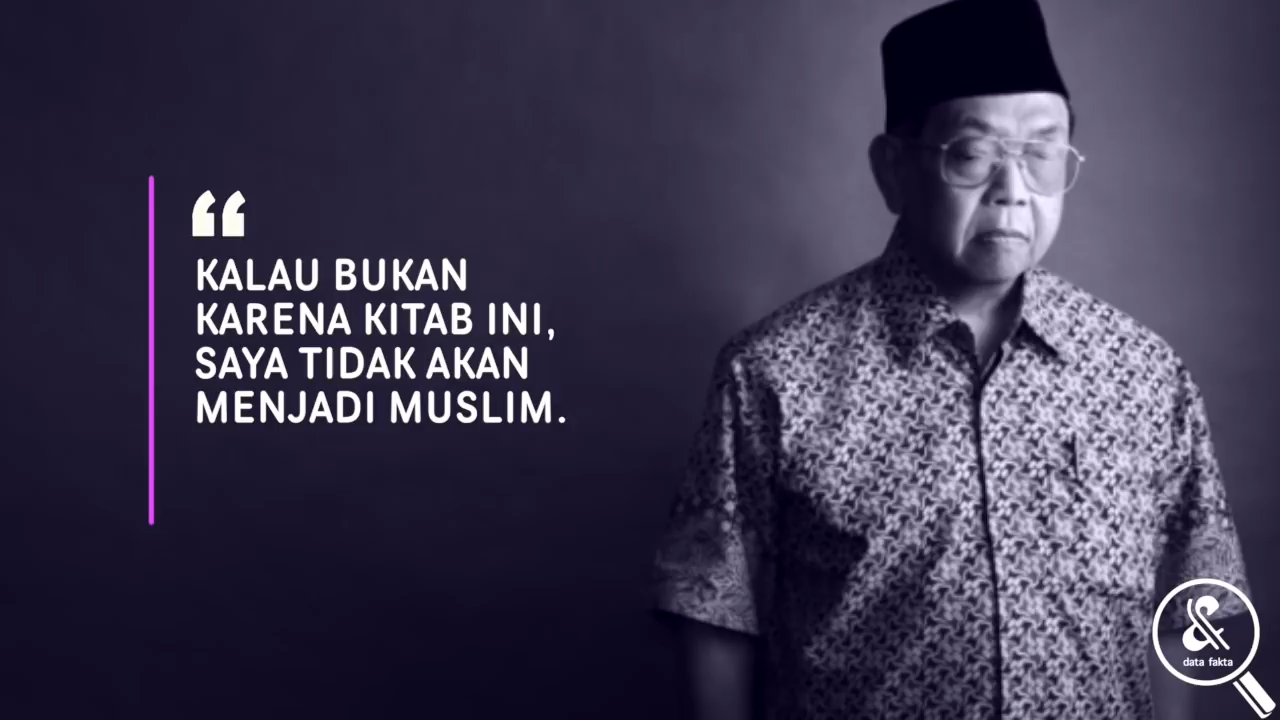 KALAU BUKAN
KARENA KITAB INI,
SAYA TIDAK AKAN
MENJADI MUSLIM.
&
data fakta